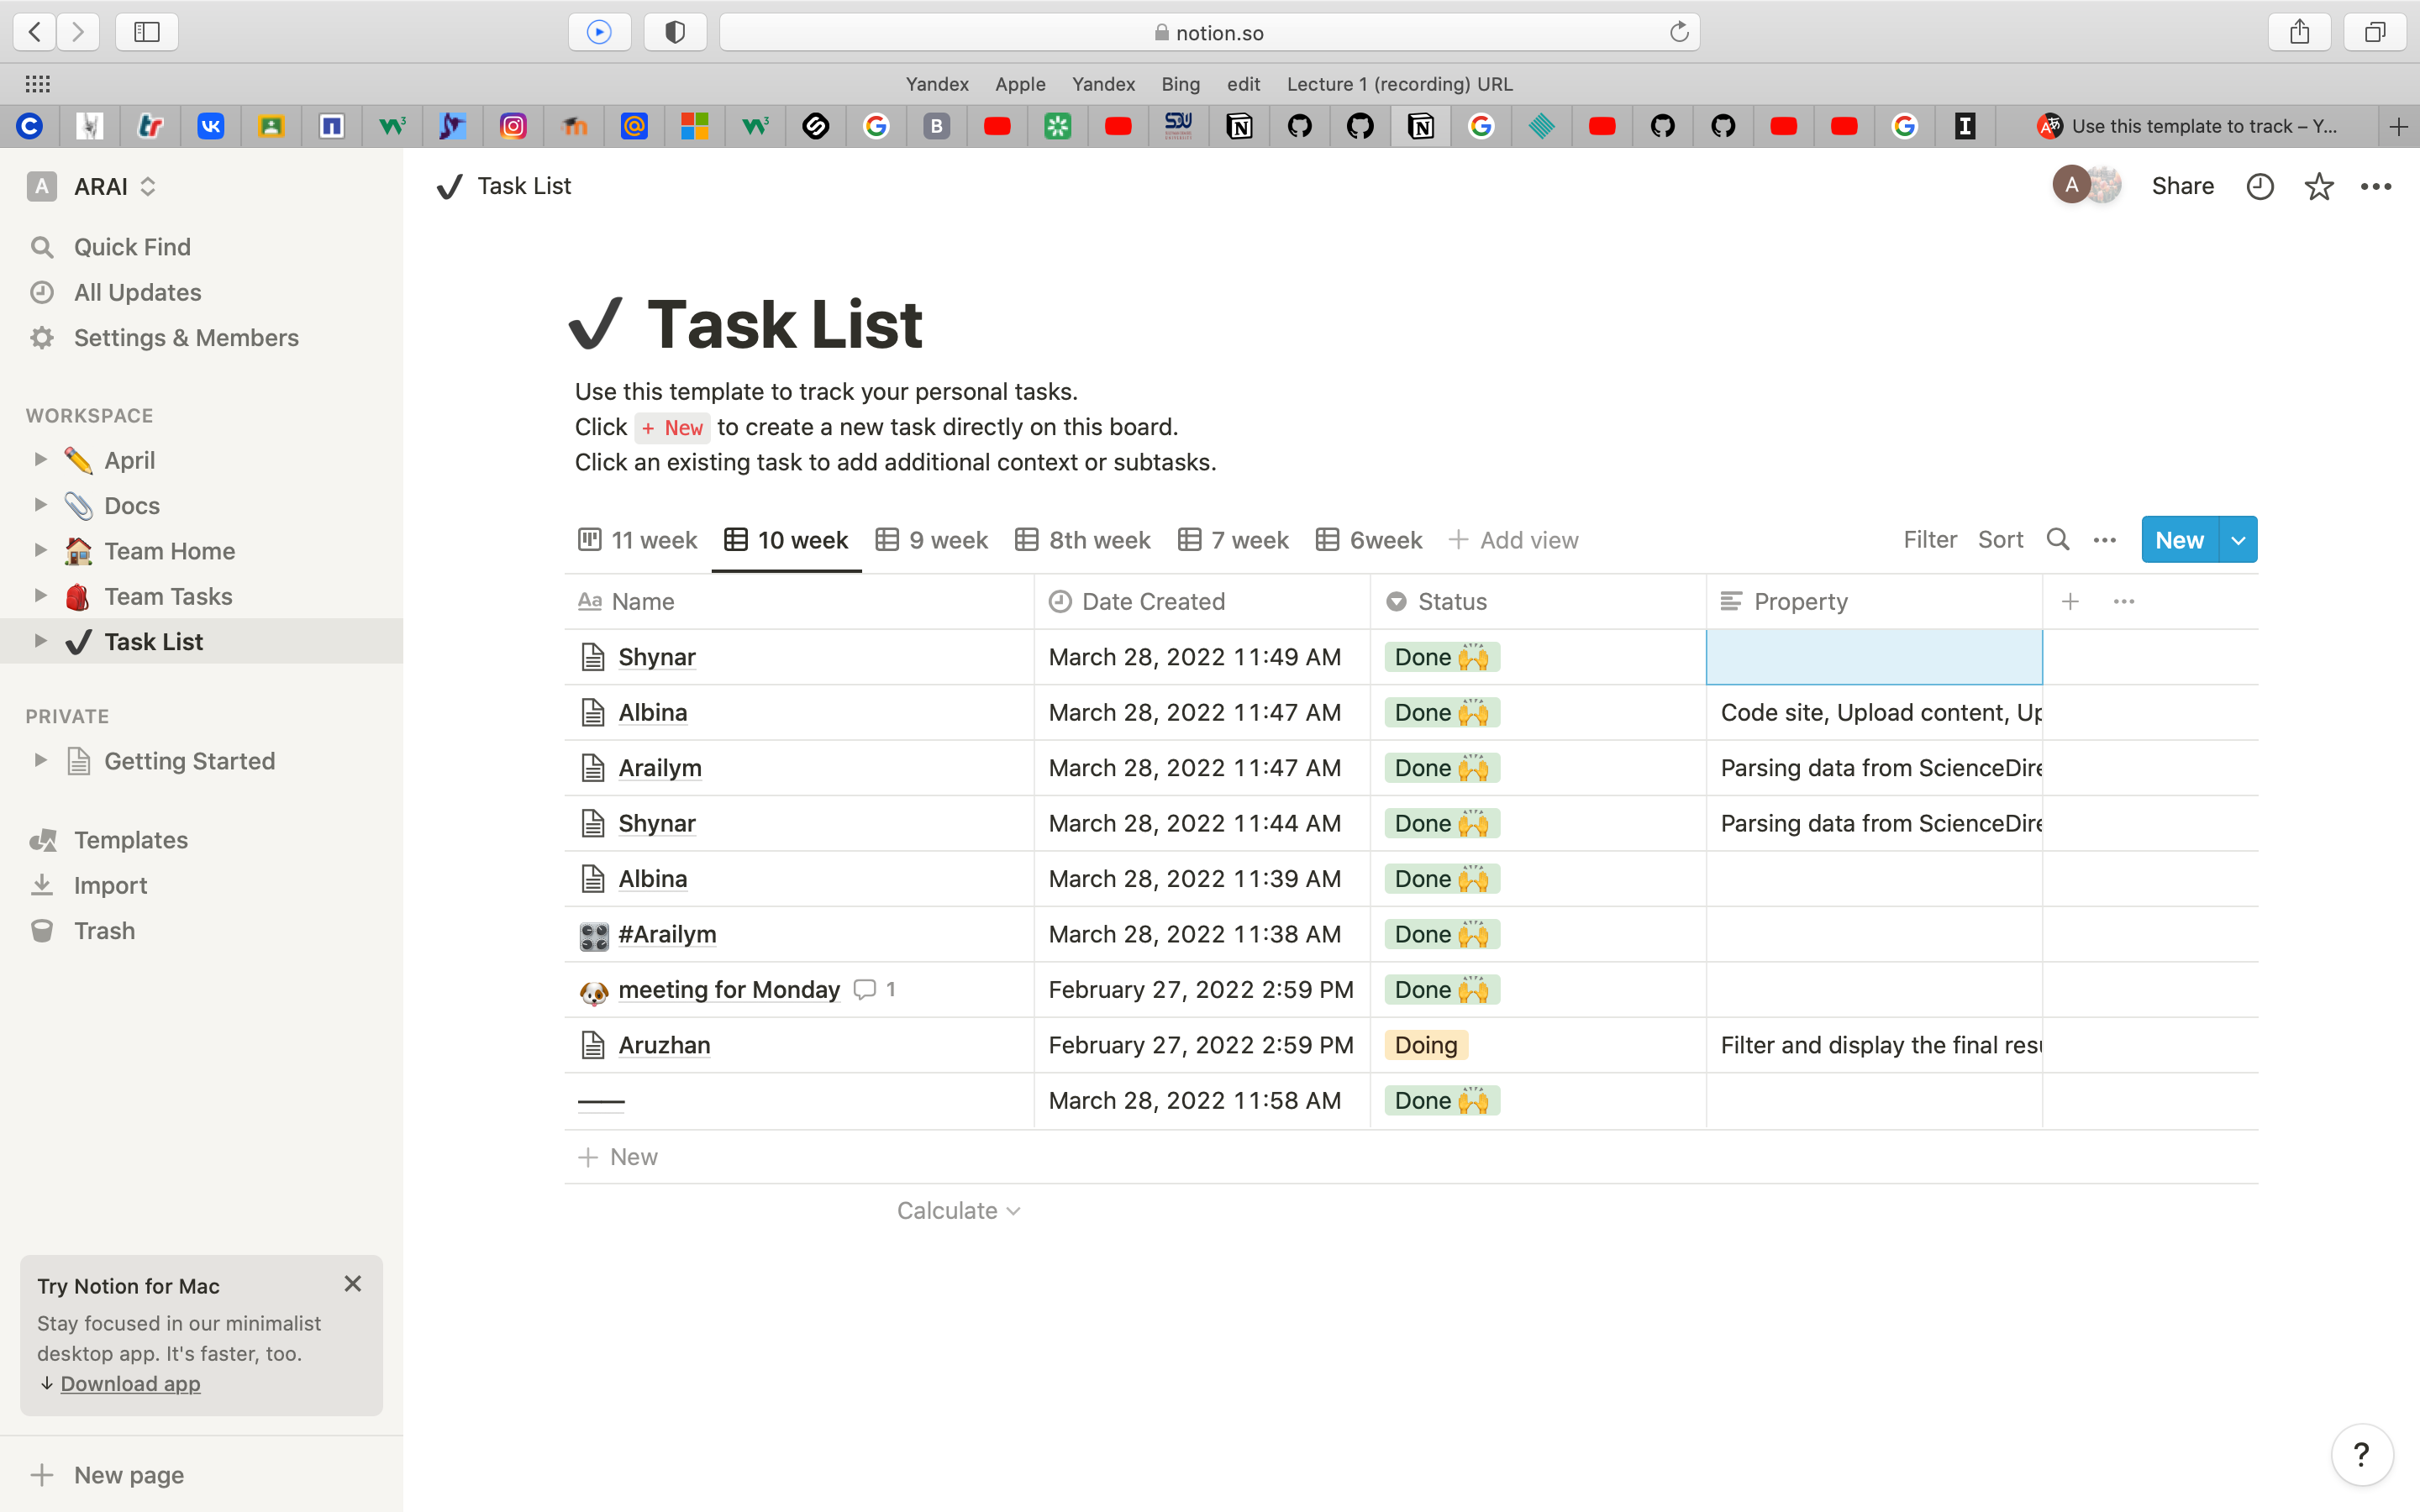 notion.so
Yandex Apple Yandex Bing edit Lecture 1 (recording) URL
Use this template to track – Y...
A ARAI
Quick Find
All Updates
Settings & Members
WORKSPACE
April
Docs
Team Home
Team Tasks
Task List
PRIVATE
Getting Started
Templates
Import
Trash
Try Notion for Mac
Stay focused in our minimalist
desktop app. It's faster, too.
↓ Download app
New page
Task List
A Share
Task List
Use this template to track your personal tasks.
Click + New to create a new task directly on this board.
Click an existing task to add additional context or subtasks.
11 week 10 week 9 week 8th week 7 week 6week + Add view Filter Sort New
Aa Name Date Created Status Property
Shynar March 28, 2022 11:49 AM Done 🙌
Albina March 28, 2022 11:47 AM Done 🙌 Code site, Upload content, Up
Arailym March 28, 2022 11:47 AM Done 🙌 Parsing data from ScienceDire
Shynar March 28, 2022 11:44 AM Done 🙌 Parsing data from ScienceDire
Albina March 28, 2022 11:39 AM Done 🙌
#Arailym March 28, 2022 11:38 AM Done 🙌
meeting for Monday 1 February 27, 2022 2:59 PM Done 🙌
Aruzhan February 27, 2022 2:59 PM Doing Filter and display the final resu
—— March 28, 2022 11:58 AM Done 🙌
+ New
Calculate
?